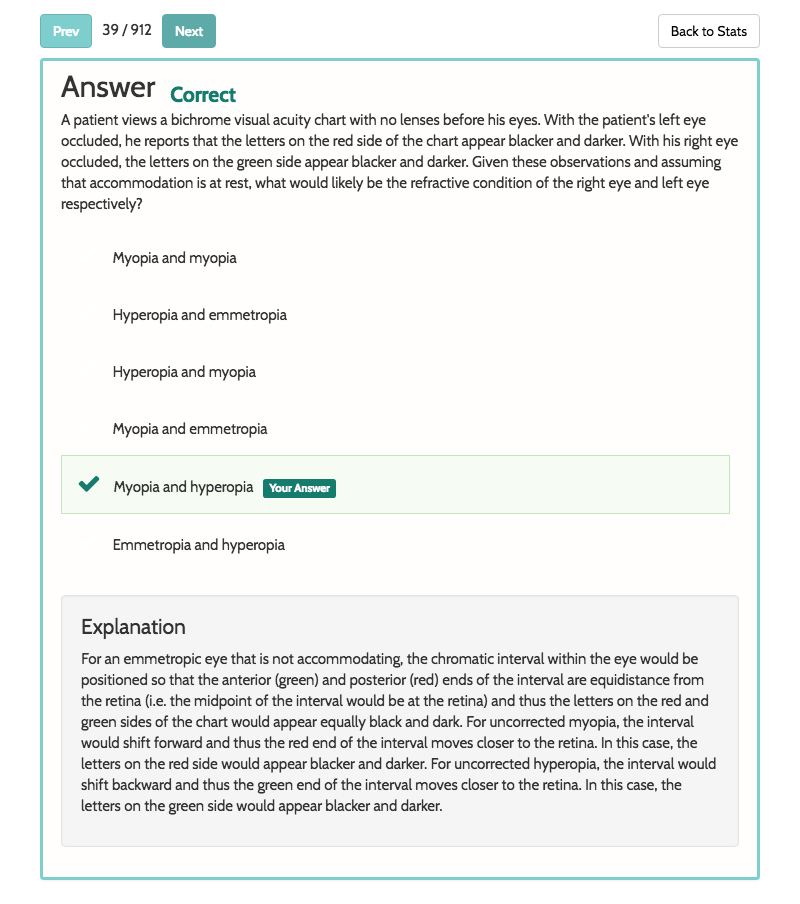 Prev 39 / 912 Next Back to Stats
Answer Correct
A patient views a bichrome visual acuity chart with no lenses before his eyes. With the patient's left eye
occluded, he reports that the letters on the red side of the chart appear blacker and darker. With his right eye
occluded, the letters on the green side appear blacker and darker. Given these observations and assuming
that accommodation is at rest, what would likely be the refractive condition of the right eye and left eye
respectively?
Myopia and myopia
Hyperopia and emmetropia
Hyperopia and myopia
Myopia and emmetropia
Myopia and hyperopia Your Answer
Emmetropia and hyperopia
Explanation
For an emmetropic eye that is not accommodating, the chromatic interval within the eye would be
positioned so that the anterior (green) and posterior (red) ends of the interval are equidistance from
the retina (i.e. the midpoint of the interval would be at the retina) and thus the letters on the red and
green sides of the chart would appear equally black and dark. For uncorrected myopia, the interval
would shift forward and thus the red end of the interval moves closer to the retina. In this case, the
letters on the red side would appear blacker and darker. For uncorrected hyperopia, the interval would
shift backward and thus the green end of the interval moves closer to the retina. In this case, the
letters on the green side would appear blacker and darker.